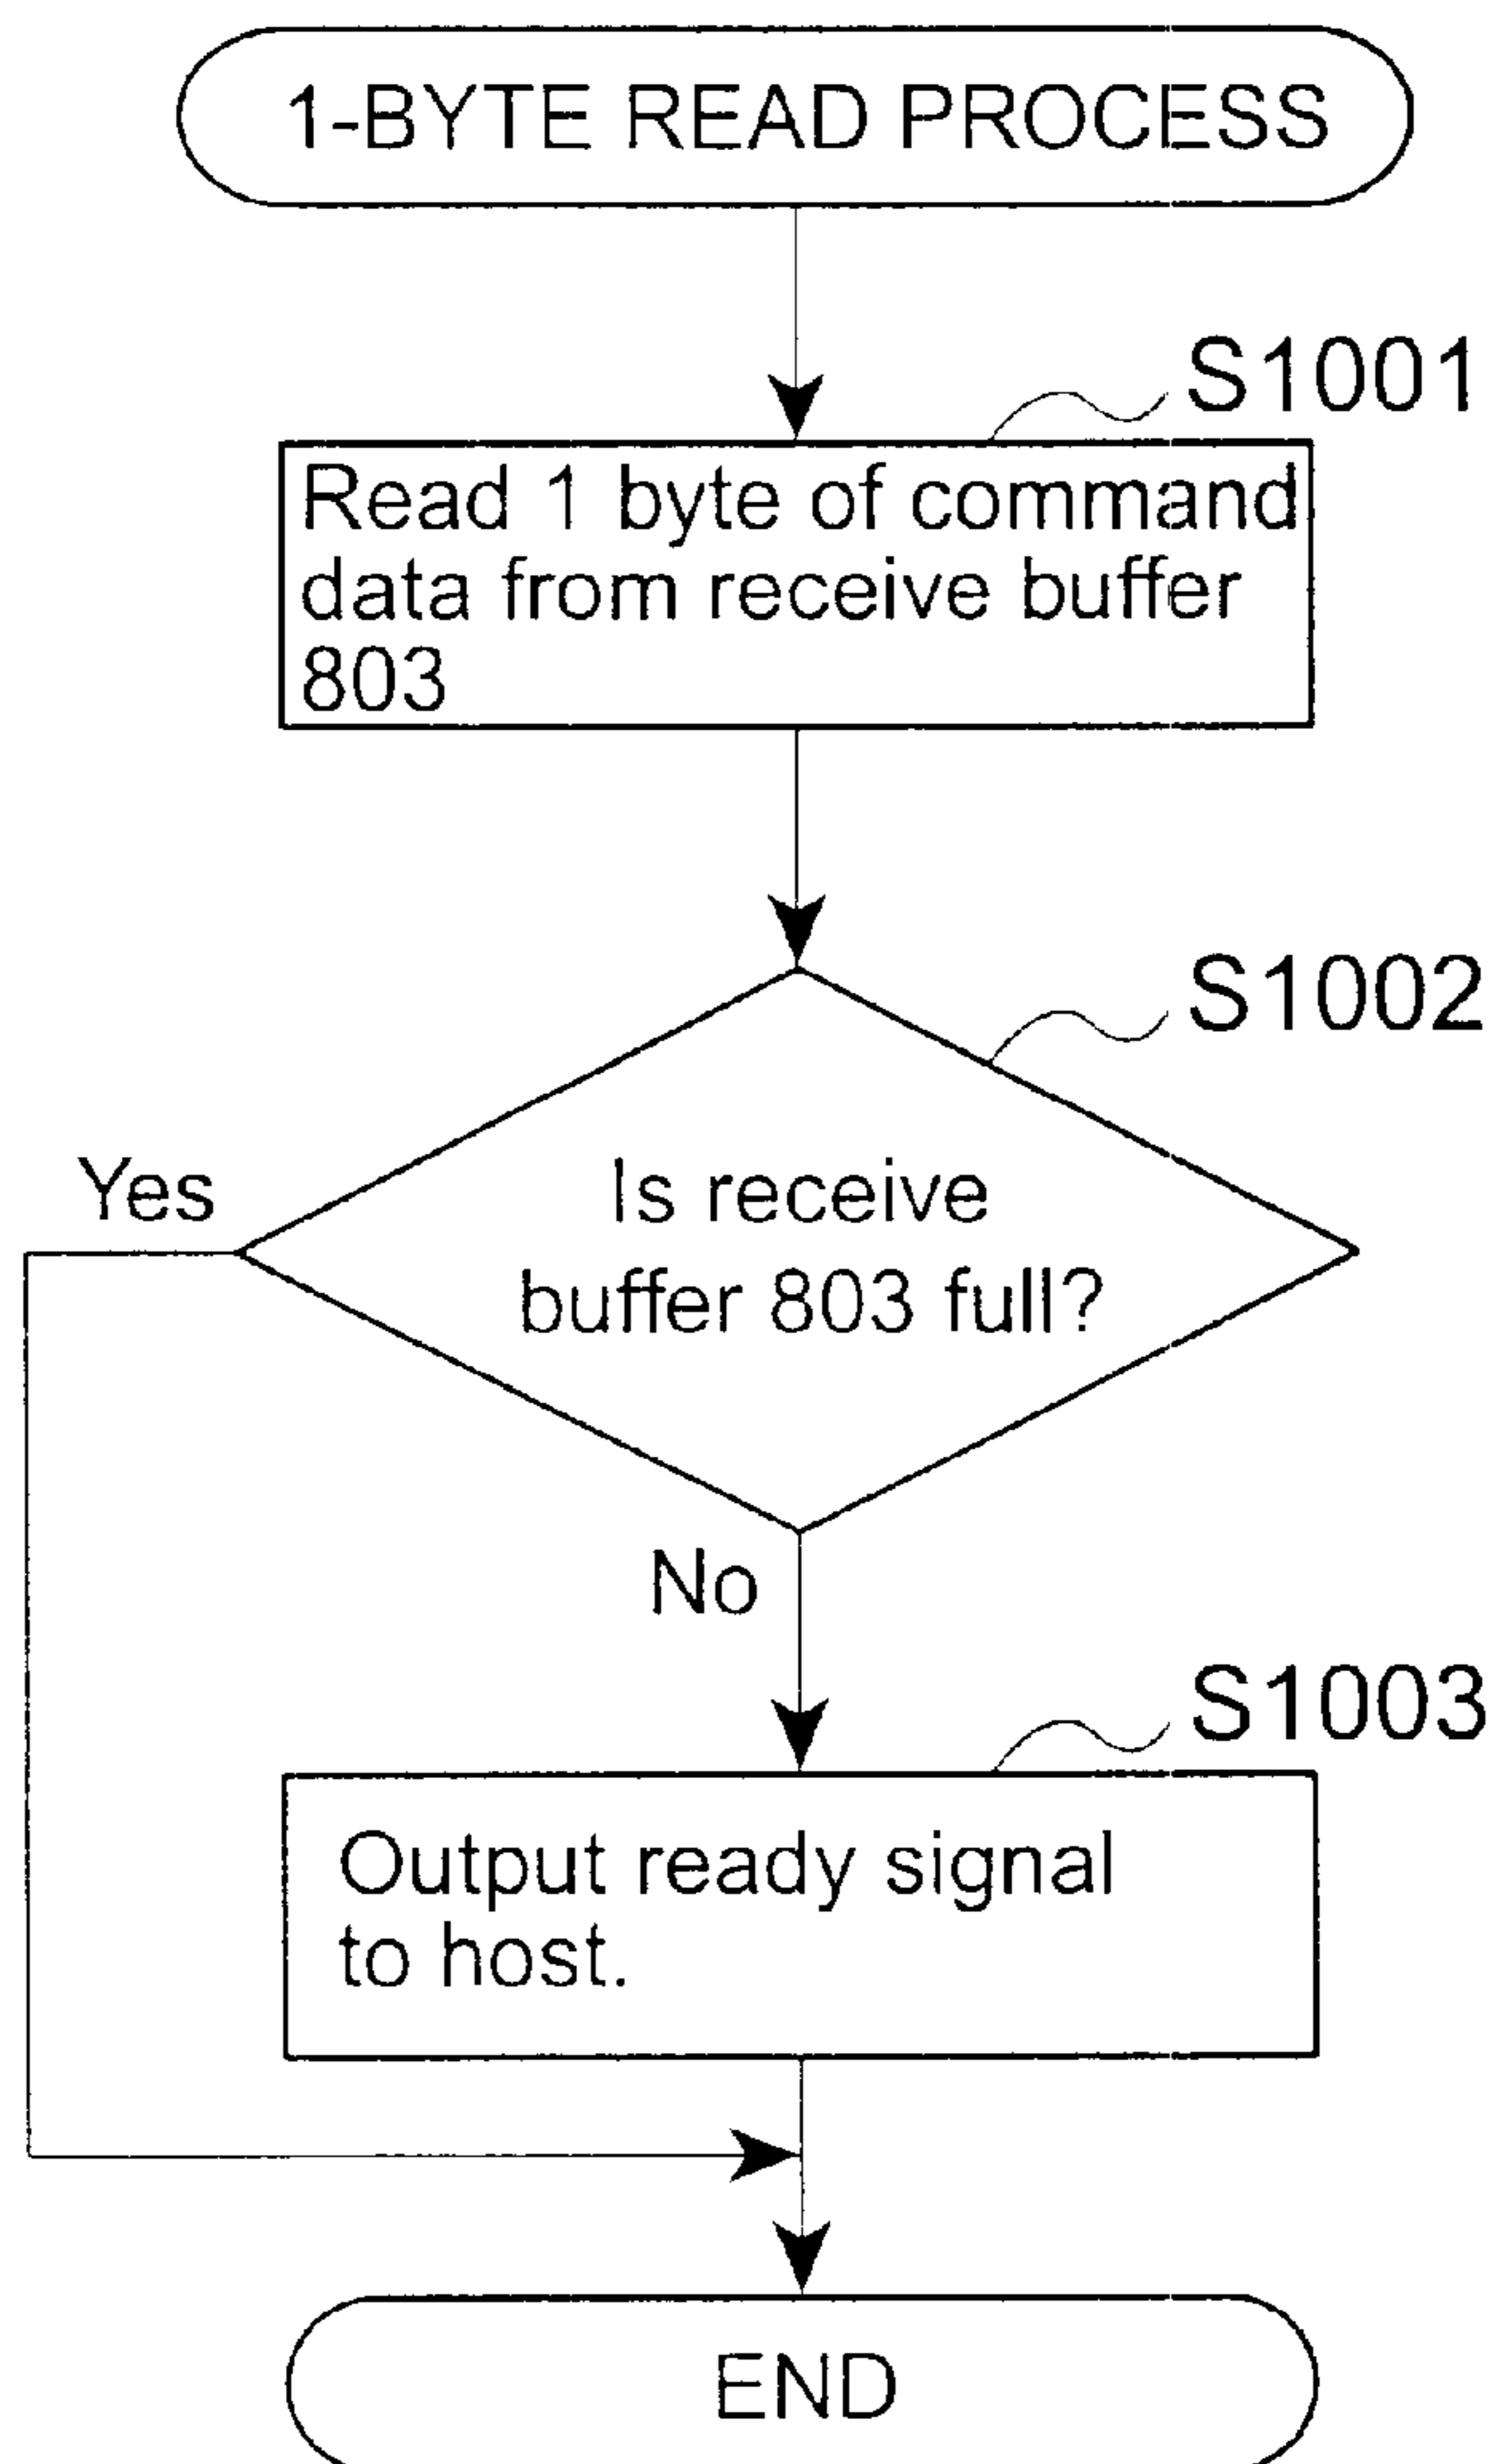 1-BYTE READ PROCESS
S1001
Read 1 byte of command
data from receive buffer
803
S1002
Yes
Is receive
buffer 803 full?
No
S1003
Output ready signal
to host.
END